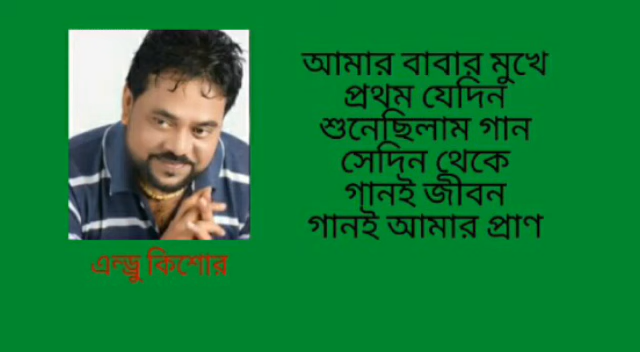 আমার বাবার মুখে
প্রথম যেদিন
শুনেছিলাম গান
সেদিন থেকে
গানই জীবন
গানই আমার প্রাণ
এন্ড্রু কিশোর